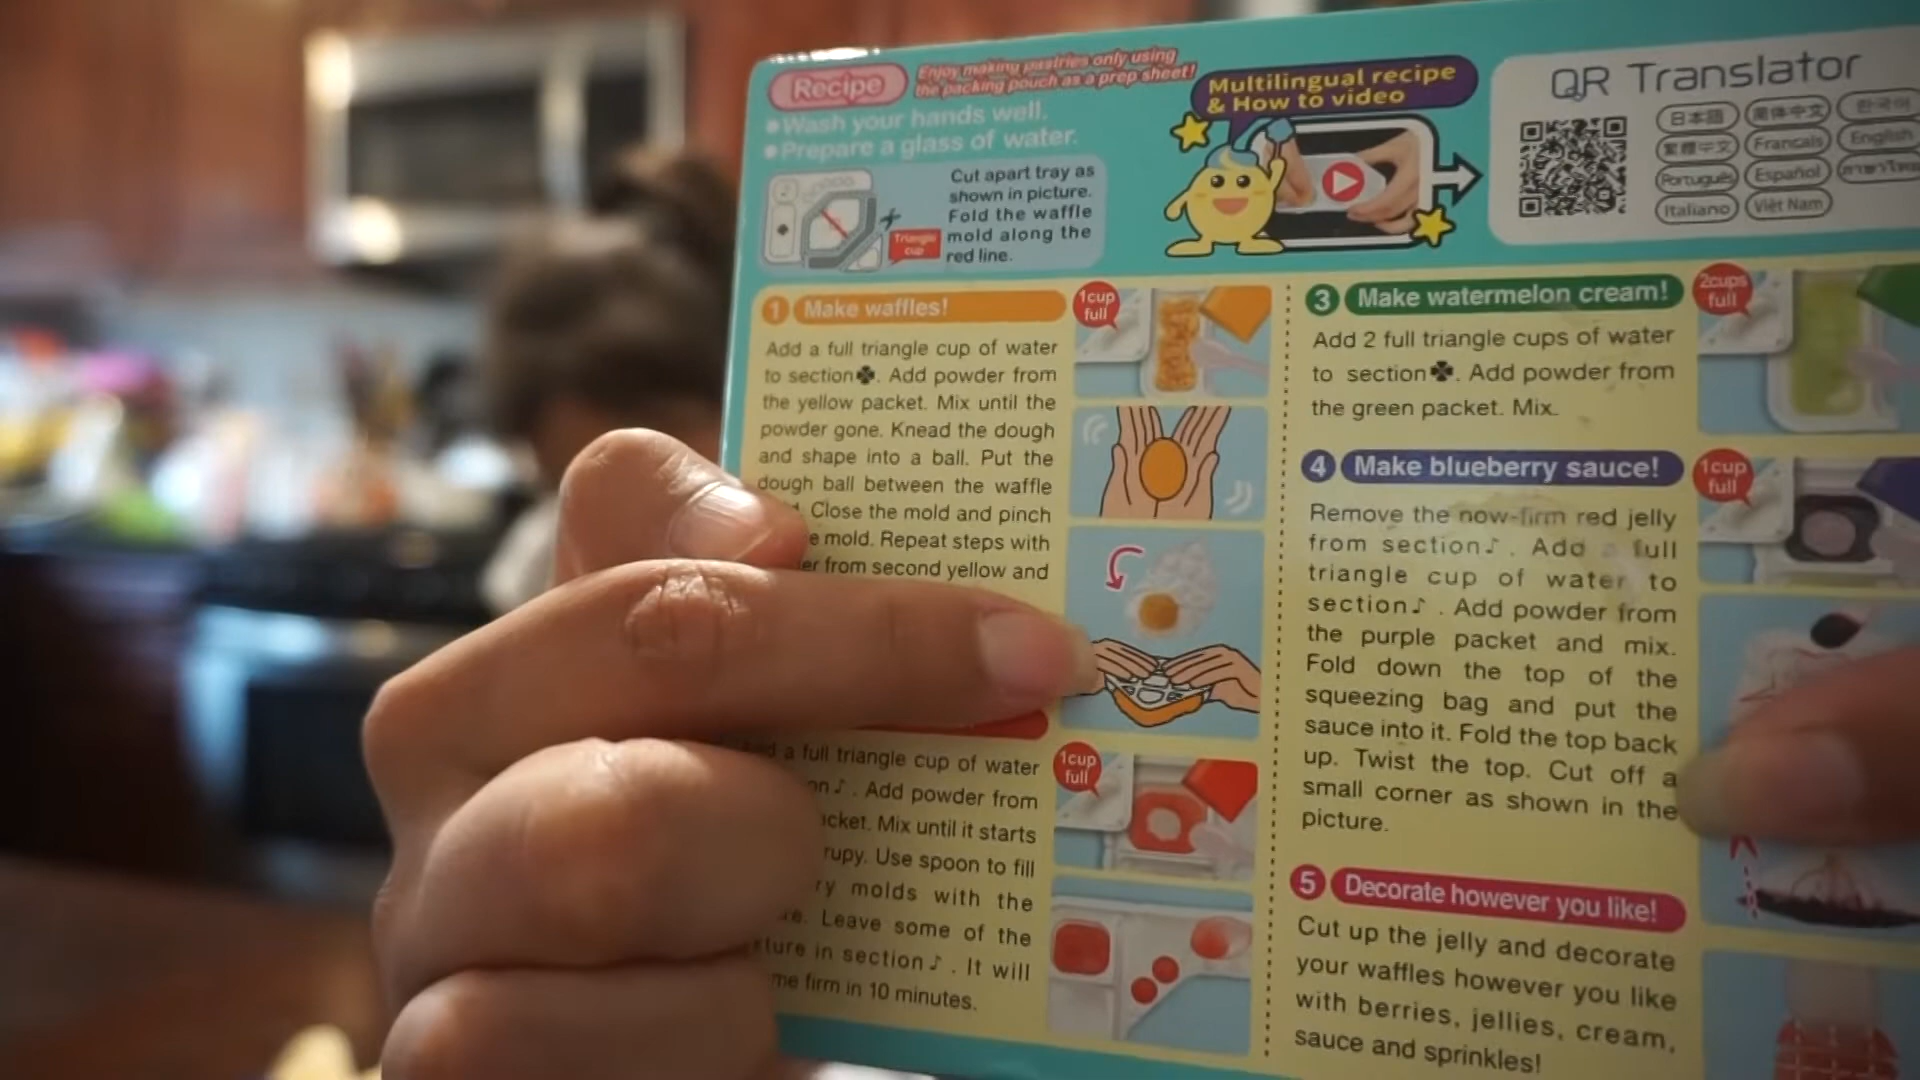 Recipe
Enjoy making pastries only using
the packing pouch as a prep sheet!
●Wash your hands well.
●Prepare a glass of water.
Cut apart tray as
shown in picture.
Fold the waffle
mold along the
red line.
Triangle
cup
Multilingual recipe
& How to video
QR Translator
日本語
简体中文
한국어
繁體中文
Francais
English
Português
Español
ภาษาไทย
Italiano
Việt Nam
1 Make waffles!
1cup
full
Add a full triangle cup of water
to section♣. Add powder from
the yellow packet. Mix until the
powder gone. Knead the dough
and shape into a ball. Put the
dough ball between the waffle
Close the mold and pinch
mold. Repeat steps with
from second yellow and
1cup
full
a full triangle cup of water
♪. Add powder from
Mix until it starts
Use spoon to fill
molds with the
Leave some of the
in section♪. It will
firm in 10 minutes.
3 Make watermelon cream!
2cups
full
Add 2 full triangle cups of water
to section♣. Add powder from
the green packet. Mix.
4 Make blueberry sauce!
1cup
full
Remove the now-firm red jelly
from section♪. Add a full
triangle cup of water to
section♪. Add powder from
the purple packet and mix.
Fold down the top of the
squeezing bag and put the
sauce into it. Fold the top back
up. Twist the top. Cut off a
small corner as shown in the
picture.
5 Decorate however you like!
Cut up the jelly and decorate
your waffles however you like
with berries, jellies, cream,
sauce and sprinkles!